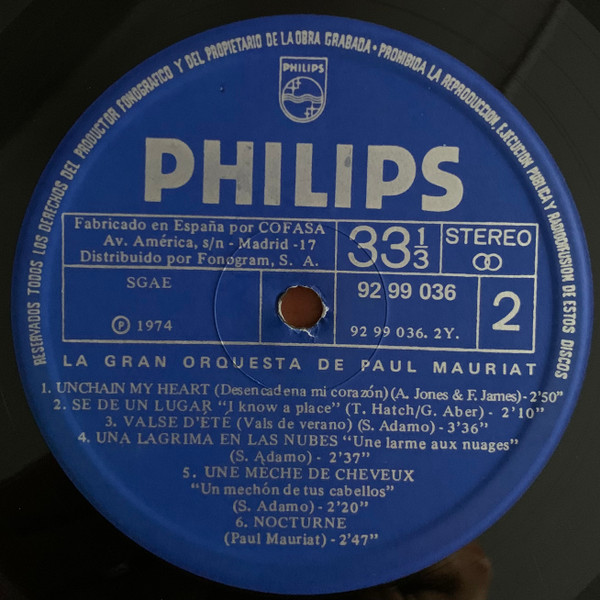 RESERVADOS TODOS LOS DERECHOS DEL PRODUCTOR FONOGRAFICO Y DEL PROPIETARIO DE LA OBRA GRABADA · PROHIBIDA LA REPRODUCCION, EJECUCION PUBLICA Y RADIODIFUSION DE ESTOS DISCOS
PHILIPS
PHILIPS
Fabricado en España por COFASA
Av. América, s/n - Madrid -17
Distribuido por Fonogram, S. A.
33 1/3
STEREO
SGAE
℗ 1974
92 99 036
92 99 036. 2Y.
2
LA GRAN ORQUESTA DE PAUL MAURIAT
1. UNCHAIN MY HEART (Desencadena mi corazón) (A. Jones & F. James) - 2'50"
2. SE DE UN LUGAR "I know a place" (T. Hatch/G. Aber) - 2'10"
3. VALSE D'ÉTÉ (Vals de verano) (S. Adamo) - 3'36"
4. UNA LAGRIMA EN LAS NUBES "Une larme aux nuages"
(S. Adamo) - 2'37"
5. UNE MECHE DE CHEVEUX
"Un mechón de tus cabellos"
(S. Adamo) - 2'20"
6. NOCTURNE
(Paul Mauriat) - 2'47"